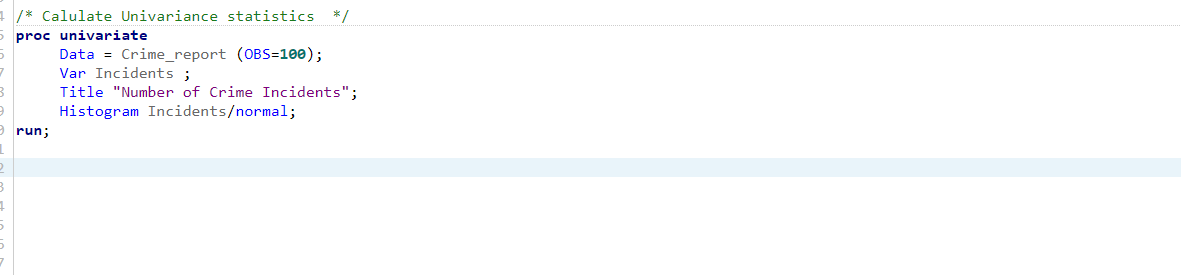 /* Calulate Univariance statistics  */
proc univariate
     Data = Crime_report (OBS=100);
     Var Incidents ;
     Title "Number of Crime Incidents";
     Histogram Incidents/normal;
run;